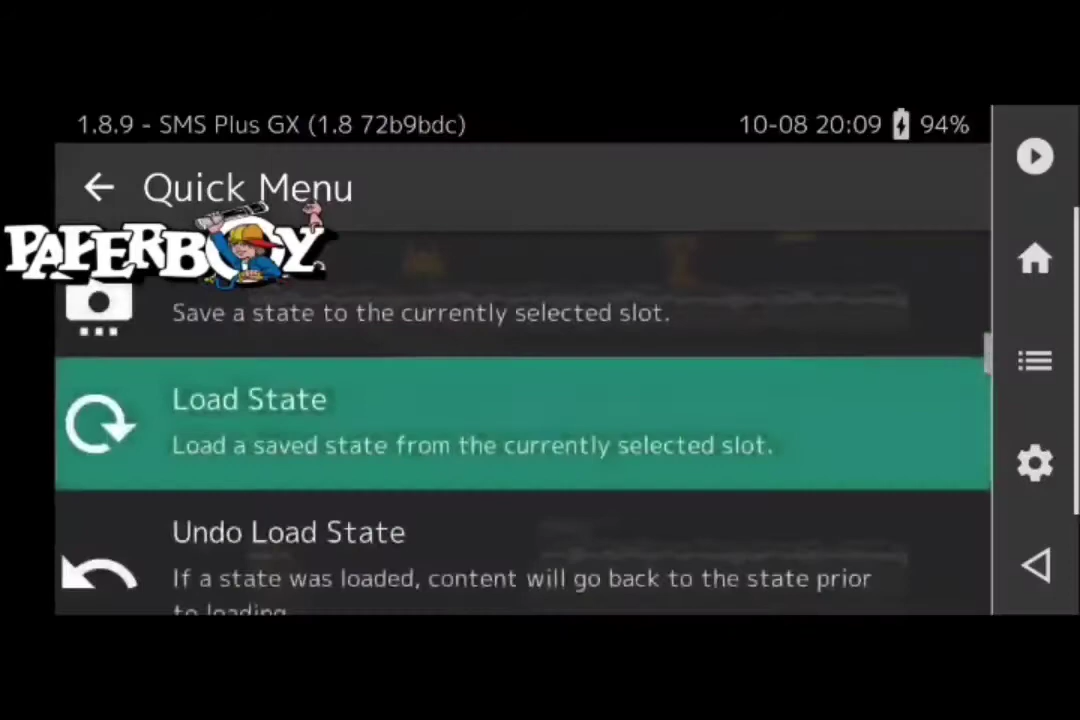 1.8.9 - SMS Plus GX (1.8 72b9bdc)
10-08 20:09 94%
Quick Menu
PAPERBOY
Save a state to the currently selected slot.
Load State
Load a saved state from the currently selected slot.
Undo Load State
If a state was loaded, content will go back to the state prior
to loading.